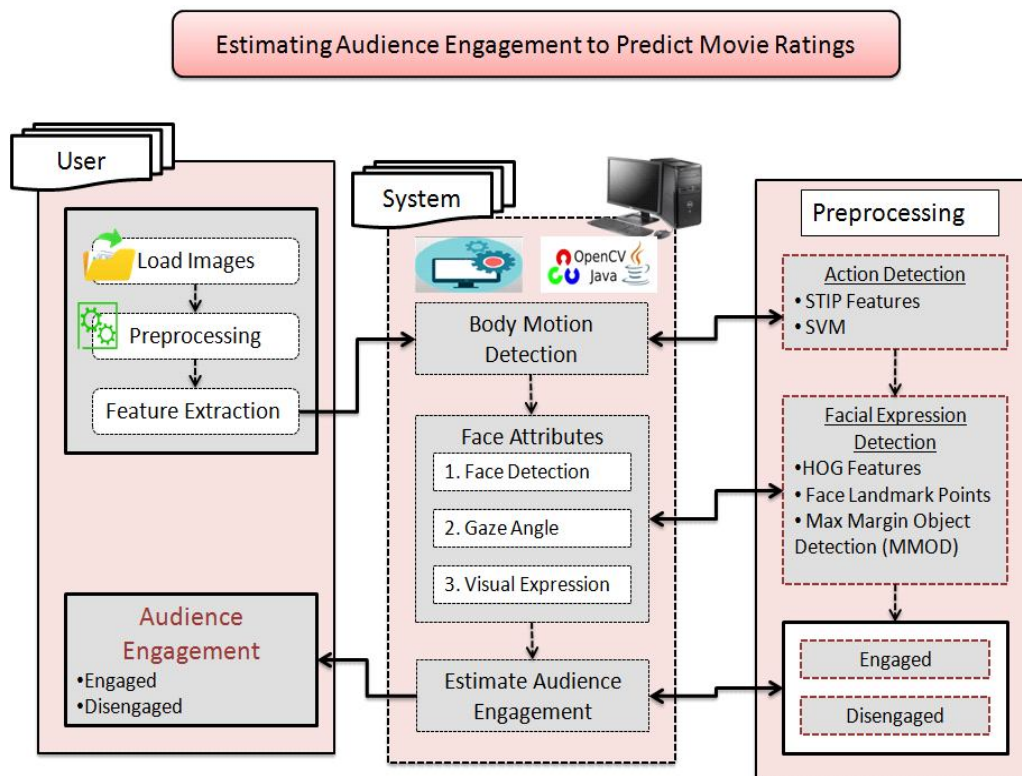 Estimating Audience Engagement to Predict Movie Ratings
User
Load Images
Preprocessing
Feature Extraction
Audience
Engagement
•Engaged
•Disengaged
System
OpenCV
Java
Body Motion
Detection
Face Attributes
1. Face Detection
2. Gaze Angle
3. Visual Expression
Estimate Audience
Engagement
Preprocessing
Action Detection
• STIP Features
• SVM
Facial Expression
Detection
•HOG Features
• Face Landmark Points
• Max Margin Object
Detection (MMOD)
Engaged
Disengaged